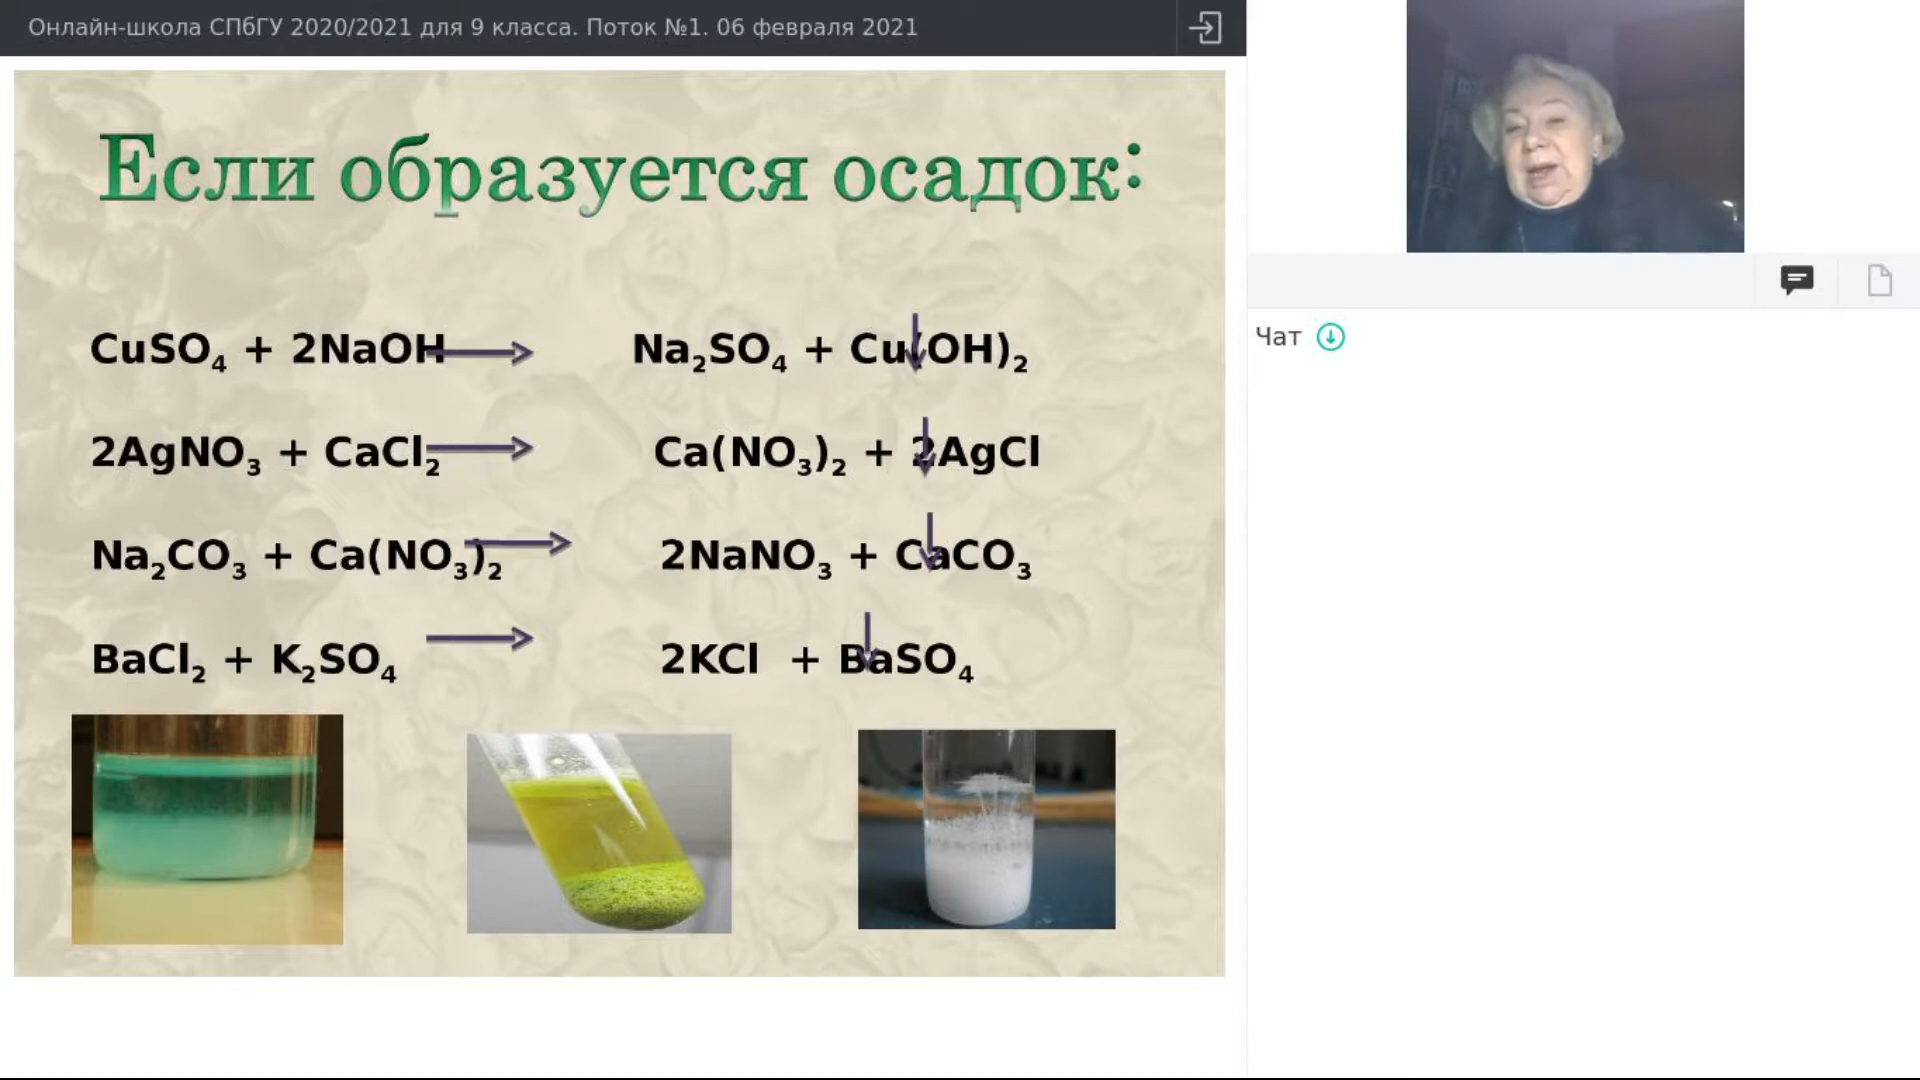 Онлайн-школа СПбГУ 2020/2021 для 9 класса. Поток №1. 06 февраля 2021
Если образуется осадок:
CuSO₄ + 2NaOH → Na₂SO₄ + Cu(OH)₂ ↓
2AgNO₃ + CaCl₂ → Ca(NO₃)₂ + 2AgCl ↓
Na₂CO₃ + Ca(NO₃)₂ → 2NaNO₃ + CaCO₃ ↓
BaCl₂ + K₂SO₄ → 2KCl + BaSO₄ ↓
Чат